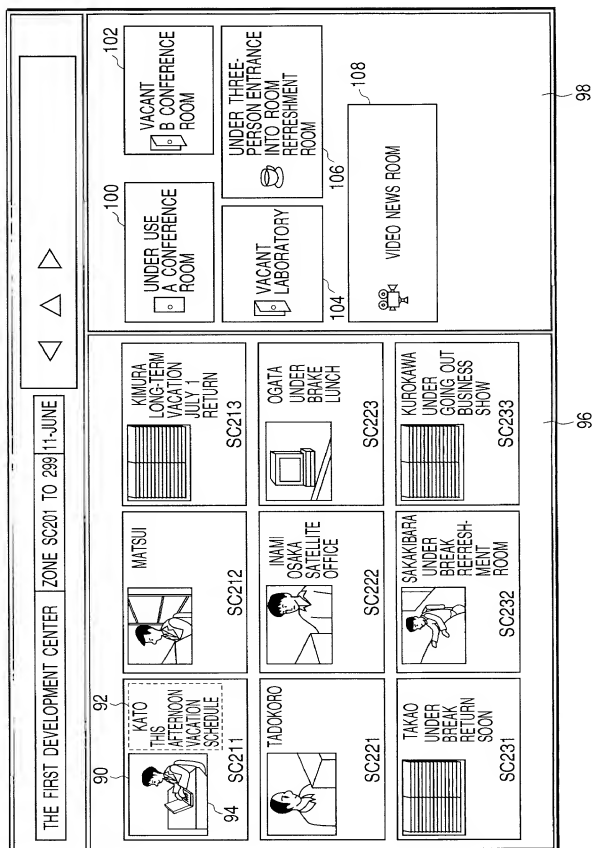 THE FIRST DEVELOPMENT CENTER
ZONE SC201 TO 299
11-JUNE
90
92
KATO
THIS
AFTERNOON
VACATION
SCHEDULE
94
SC211
MATSUI
SC212
KIMURA
LONG-TERM
VACATION
JULY 1
RETURN
SC213
TADOKORO
SC221
INAMI
OSAKA
SATELLITE
OFFICE
SC222
OGATA
UNDER
BRAKE
LUNCH
SC223
TAKAO
UNDER
BREAK
RETURN
SOON
SC231
SAKAKIBARA
UNDER
BREAK
REFRESH-
MENT
ROOM
SC232
KUROKAWA
UNDER
GOING OUT
BUSINESS
SHOW
SC233
96
100
UNDER USE
A CONFERENCE
ROOM
102
VACANT
B CONFERENCE
ROOM
VACANT
LABORATORY
104
UNDER THREE-
PERSON ENTRANCE
INTO ROOM
REFRESHMENT
ROOM
106
108
VIDEO NEWS ROOM
98